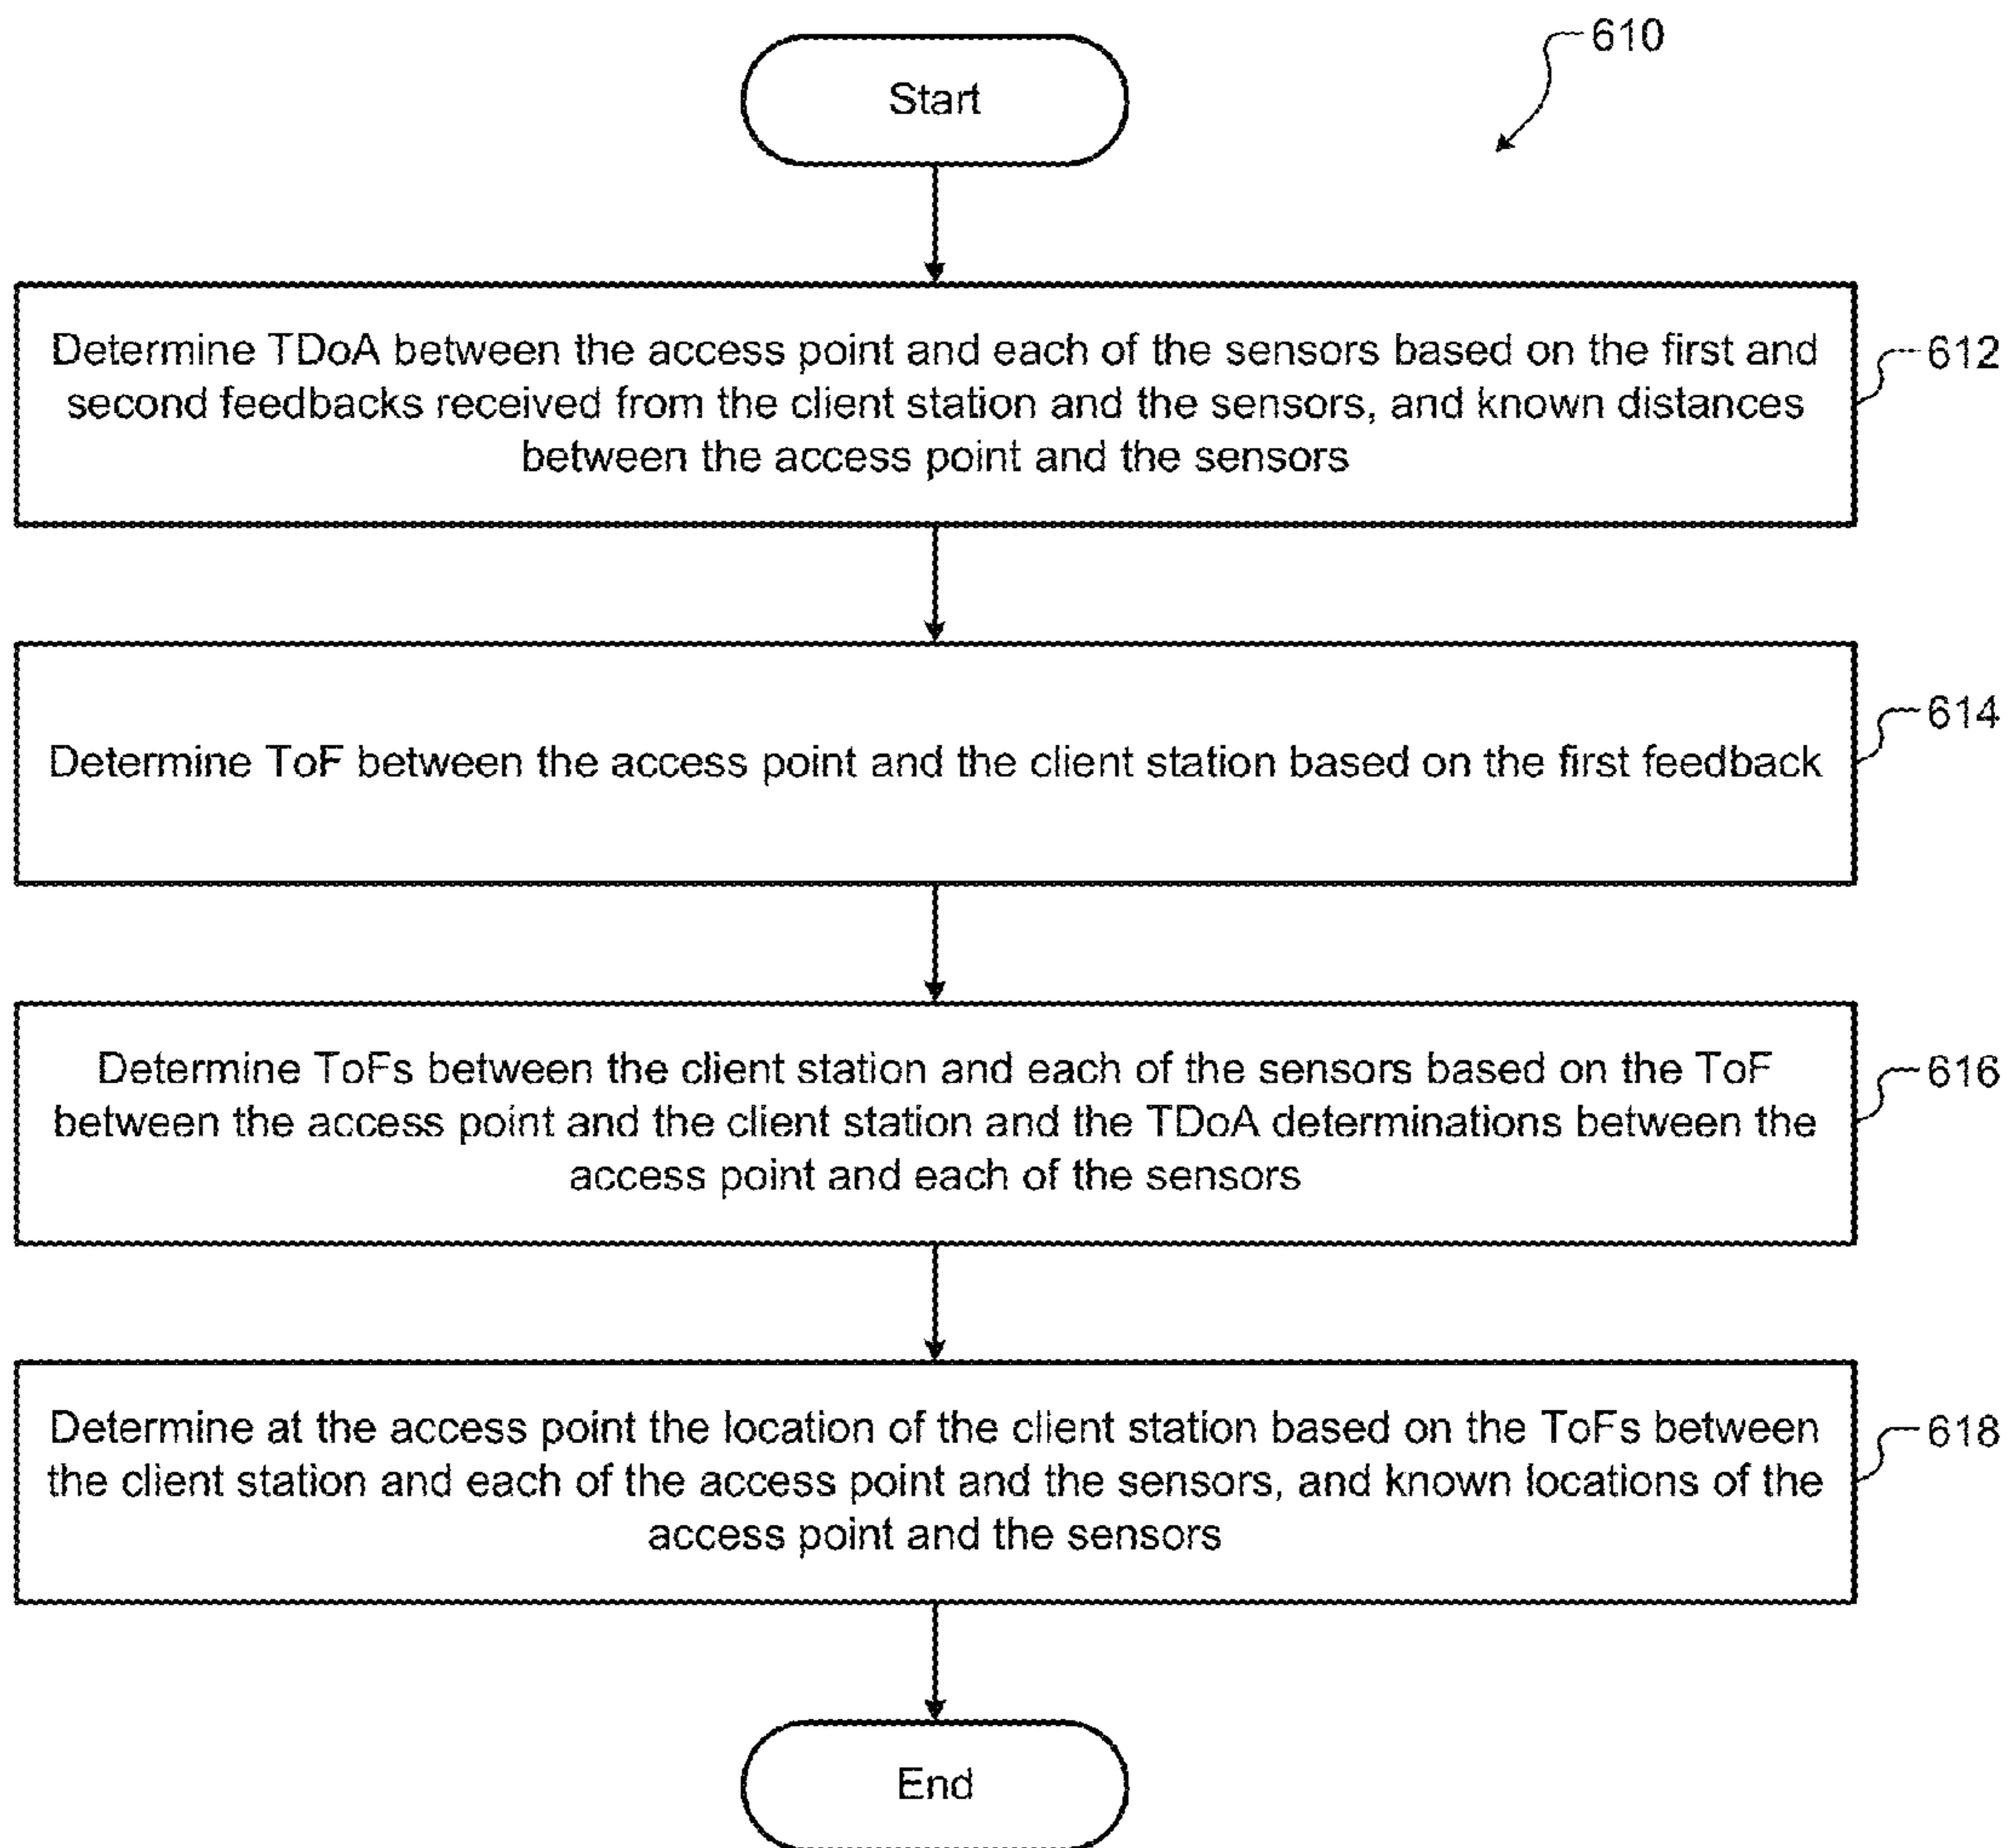 610
Start
Determine TDoA between the access point and each of the sensors based on the first and
second feedbacks received from the client station and the sensors, and known distances
between the access point and the sensors
612
Determine ToF between the access point and the client station based on the first feedback
614
Determine ToFs between the client station and each of the sensors based on the ToF
between the access point and the client station and the TDoA determinations between the
access point and each of the sensors
616
Determine at the access point the location of the client station based on the ToFs between
the client station and each of the access point and the sensors, and known locations of the
access point and the sensors
618
End